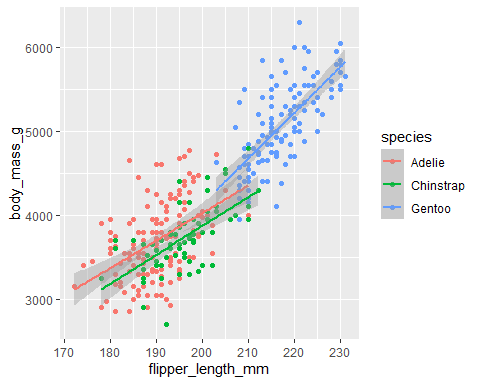 6000
5000
4000
3000
body_mass_g
170 180 190 200 210 220 230
flipper_length_mm
species
Adelie
Chinstrap
Gentoo